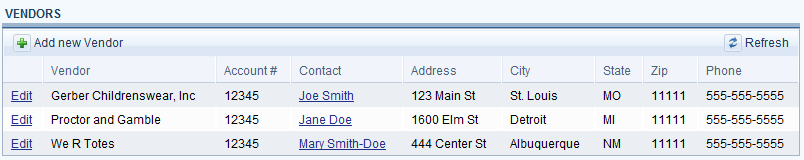 VENDORS
Add new Vendor Refresh
Vendor Account # Contact Address City State Zip Phone
Edit Gerber Childrenswear, Inc 12345 Joe Smith 123 Main St St. Louis MO 11111 555-555-5555
Edit Proctor and Gamble 12345 Jane Doe 1600 Elm St Detroit MI 11111 555-555-5555
Edit We R Totes 12345 Mary Smith-Doe 444 Center St Albuquerque NM 11111 555-555-5555